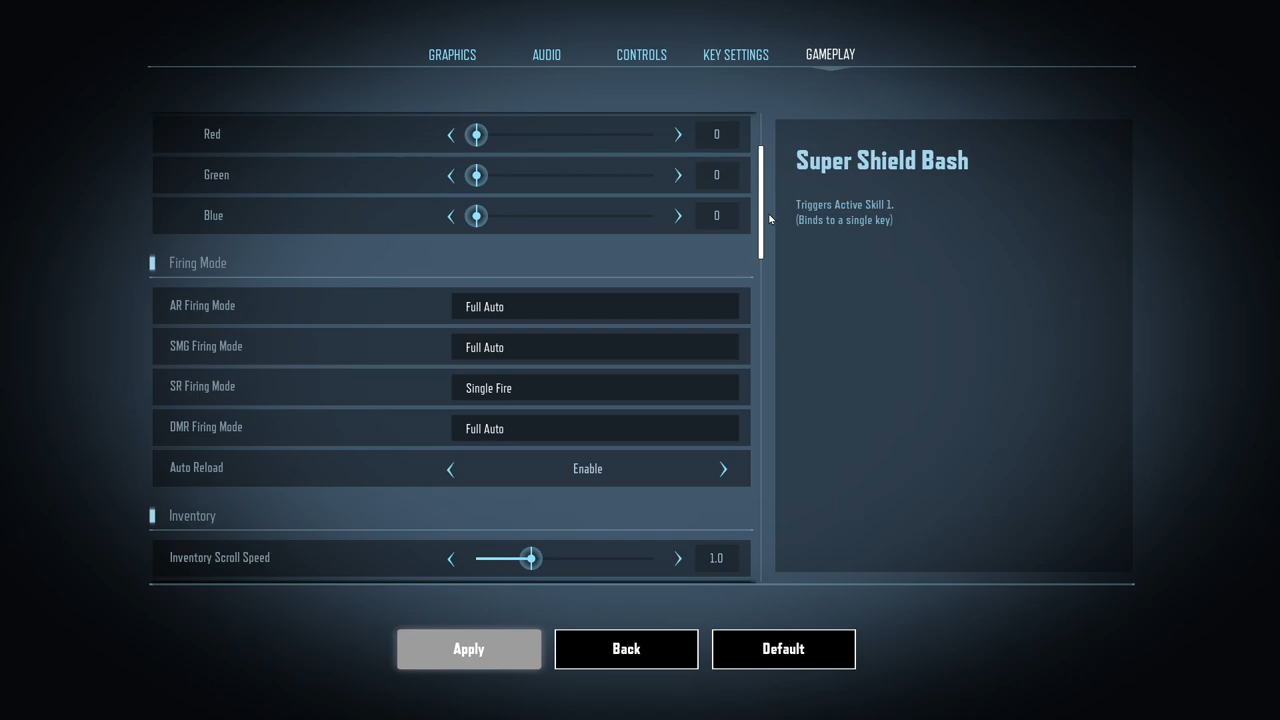 GRAPHICS AUDIO CONTROLS KEY SETTINGS GAMEPLAY
Red 0
Green 0
Blue 0
Firing Mode
AR Firing Mode Full Auto
SMG Firing Mode Full Auto
SR Firing Mode Single Fire
DMR Firing Mode Full Auto
Auto Reload Enable
Inventory
Inventory Scroll Speed 1.0
Super Shield Bash
Triggers Active Skill 1.
(Binds to a single key)
Apply Back Default